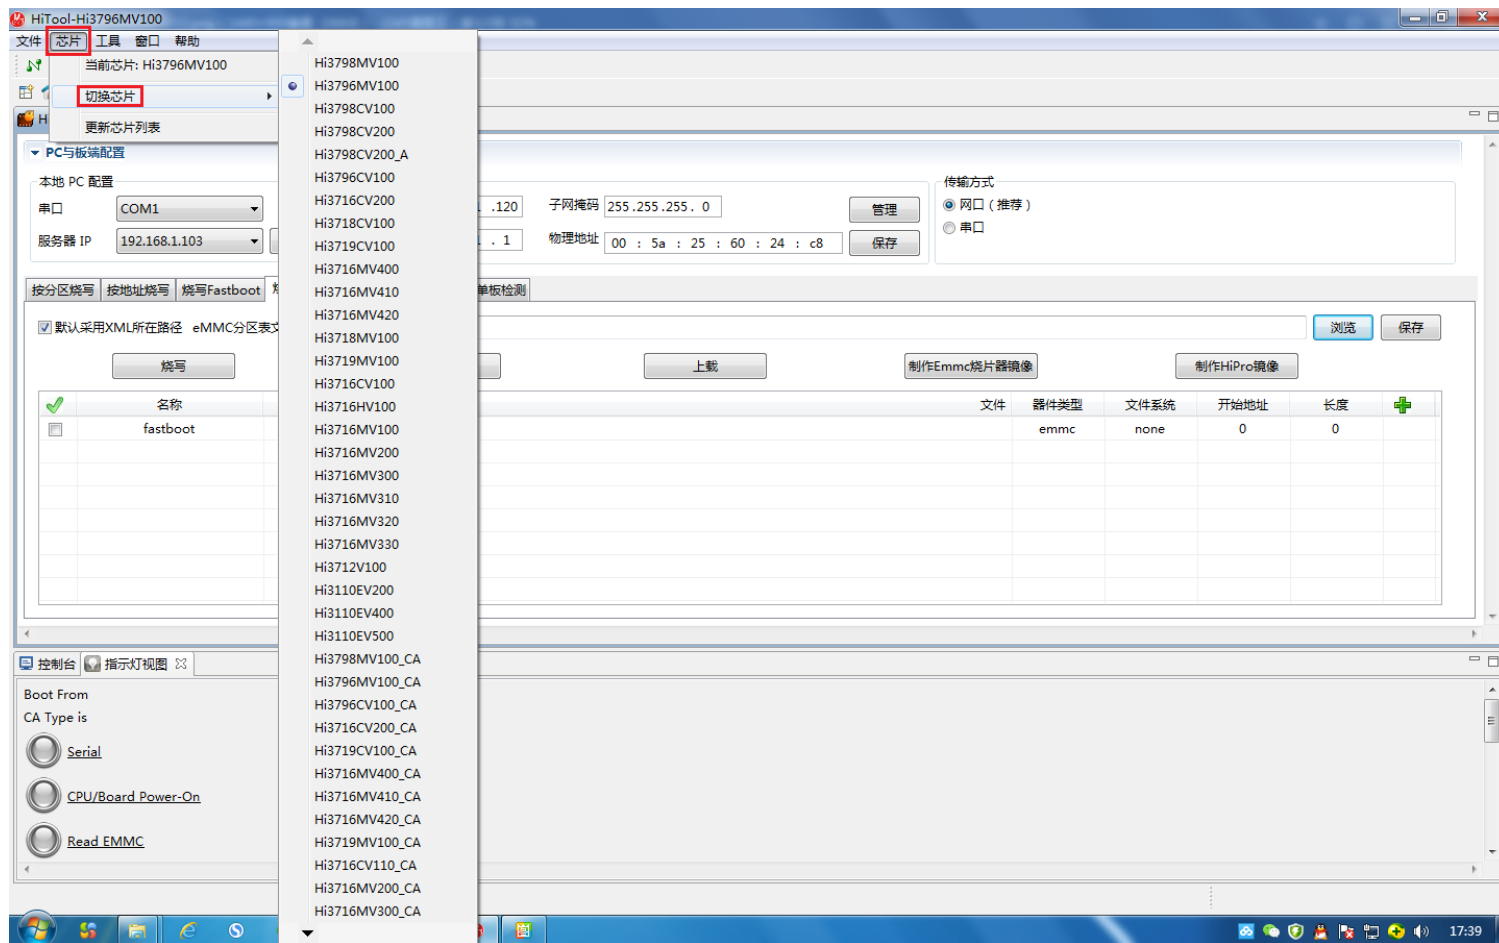 HiTool-Hi3796MV100
文件 芯片 工具 窗口 帮助
当前芯片: Hi3796MV100
切换芯片
更新芯片列表
Hi3798MV100
Hi3796MV100
Hi3798CV100
Hi3798CV200
Hi3798CV200_A
Hi3796CV100
Hi3716CV200
Hi3718CV100
Hi3719CV100
Hi3716MV400
Hi3716MV410
Hi3716MV420
Hi3718MV100
Hi3719MV100
Hi3716CV100
Hi3716HV100
Hi3716MV100
Hi3716MV200
Hi3716MV300
Hi3716MV310
Hi3716MV320
Hi3716MV330
Hi3712V100
Hi3110EV200
Hi3110EV400
Hi3110EV500
Hi3798MV100_CA
Hi3796MV100_CA
Hi3796CV100_CA
Hi3716CV200_CA
Hi3719CV100_CA
Hi3716MV400_CA
Hi3716MV410_CA
Hi3716MV420_CA
Hi3719MV100_CA
Hi3716CV110_CA
Hi3716MV200_CA
Hi3716MV300_CA
H
PC与板端配置
本地 PC 配置
串口 COM1 .120 子网掩码 255.255.255. 0 管理
服务器 IP 192.168.1.103 . 1 物理地址 00 : 5a : 25 : 60 : 24 : c8 保存
传输方式
网口 ( 推荐 )
串口
按分区烧写 按地址烧写 烧写Fastboot 单板检测
默认采用XML所在路径 eMMC分区表文 浏览 保存
烧写 上载 制作Emmc烧片器镜像 制作HiPro镜像
名称 文件 器件类型 文件系统 开始地址 长度
fastboot emmc none 0 0
控制台 指示灯视图
Boot From
CA Type is
Serial
CPU/Board Power-On
Read EMMC
17:39